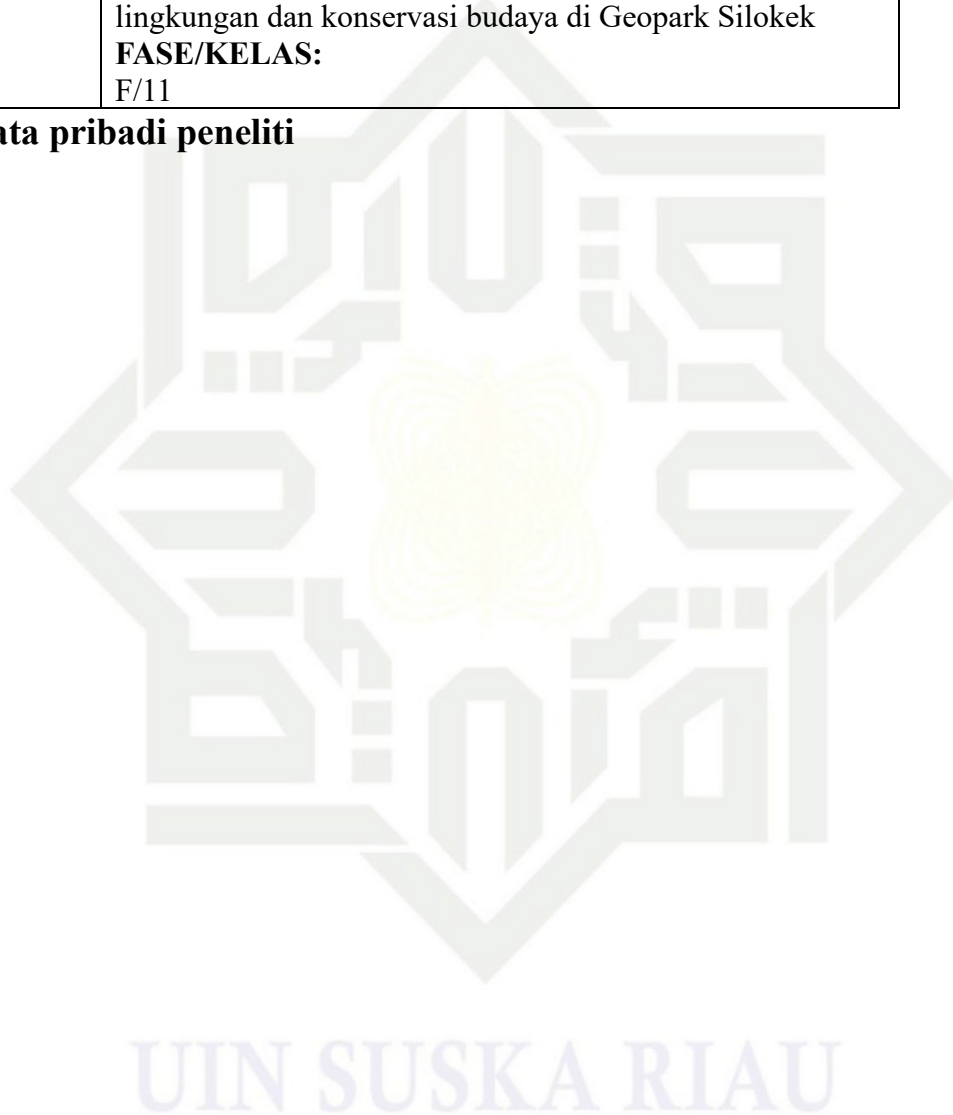 lingkungan dan konservasi budaya di Geopark Silokek
FASE/KELAS:
F/11
ata pribadi peneliti
UIN SUSKA RIAU